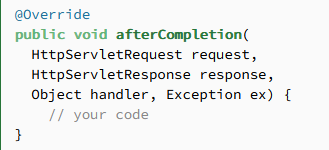 @Override
public void afterCompletion(
  HttpServletRequest request,
  HttpServletResponse response,
  Object handler, Exception ex) {
    // your code
}